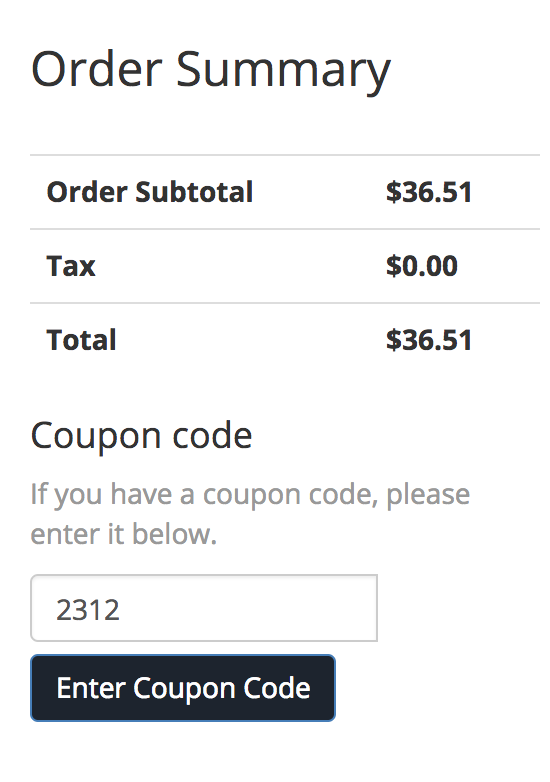 Order Summary
Order Subtotal $36.51
Tax $0.00
Total $36.51
Coupon code
If you have a coupon code, please
enter it below.
2312
Enter Coupon Code